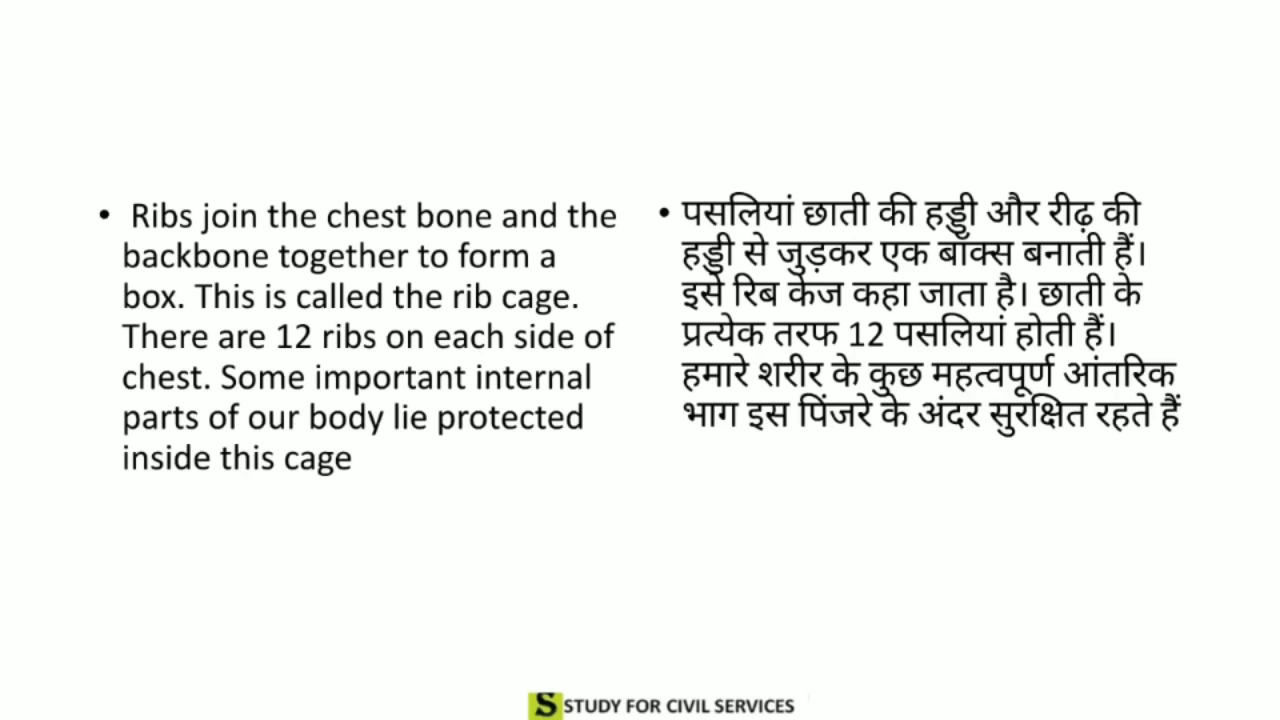 • Ribs join the chest bone and the
backbone together to form a
box. This is called the rib cage.
There are 12 ribs on each side of
chest. Some important internal
parts of our body lie protected
inside this cage
• पसलियां छाती की हड्डी और रीढ़ की
हड्डी से जुड़कर एक बॉक्स बनाती हैं।
इसे रिब केज कहा जाता है। छाती के
प्रत्येक तरफ 12 पसलियां होती हैं।
हमारे शरीर के कुछ महत्वपूर्ण आंतरिक
भाग इस पिंजरे के अंदर सुरक्षित रहते हैं
S STUDY FOR CIVIL SERVICES